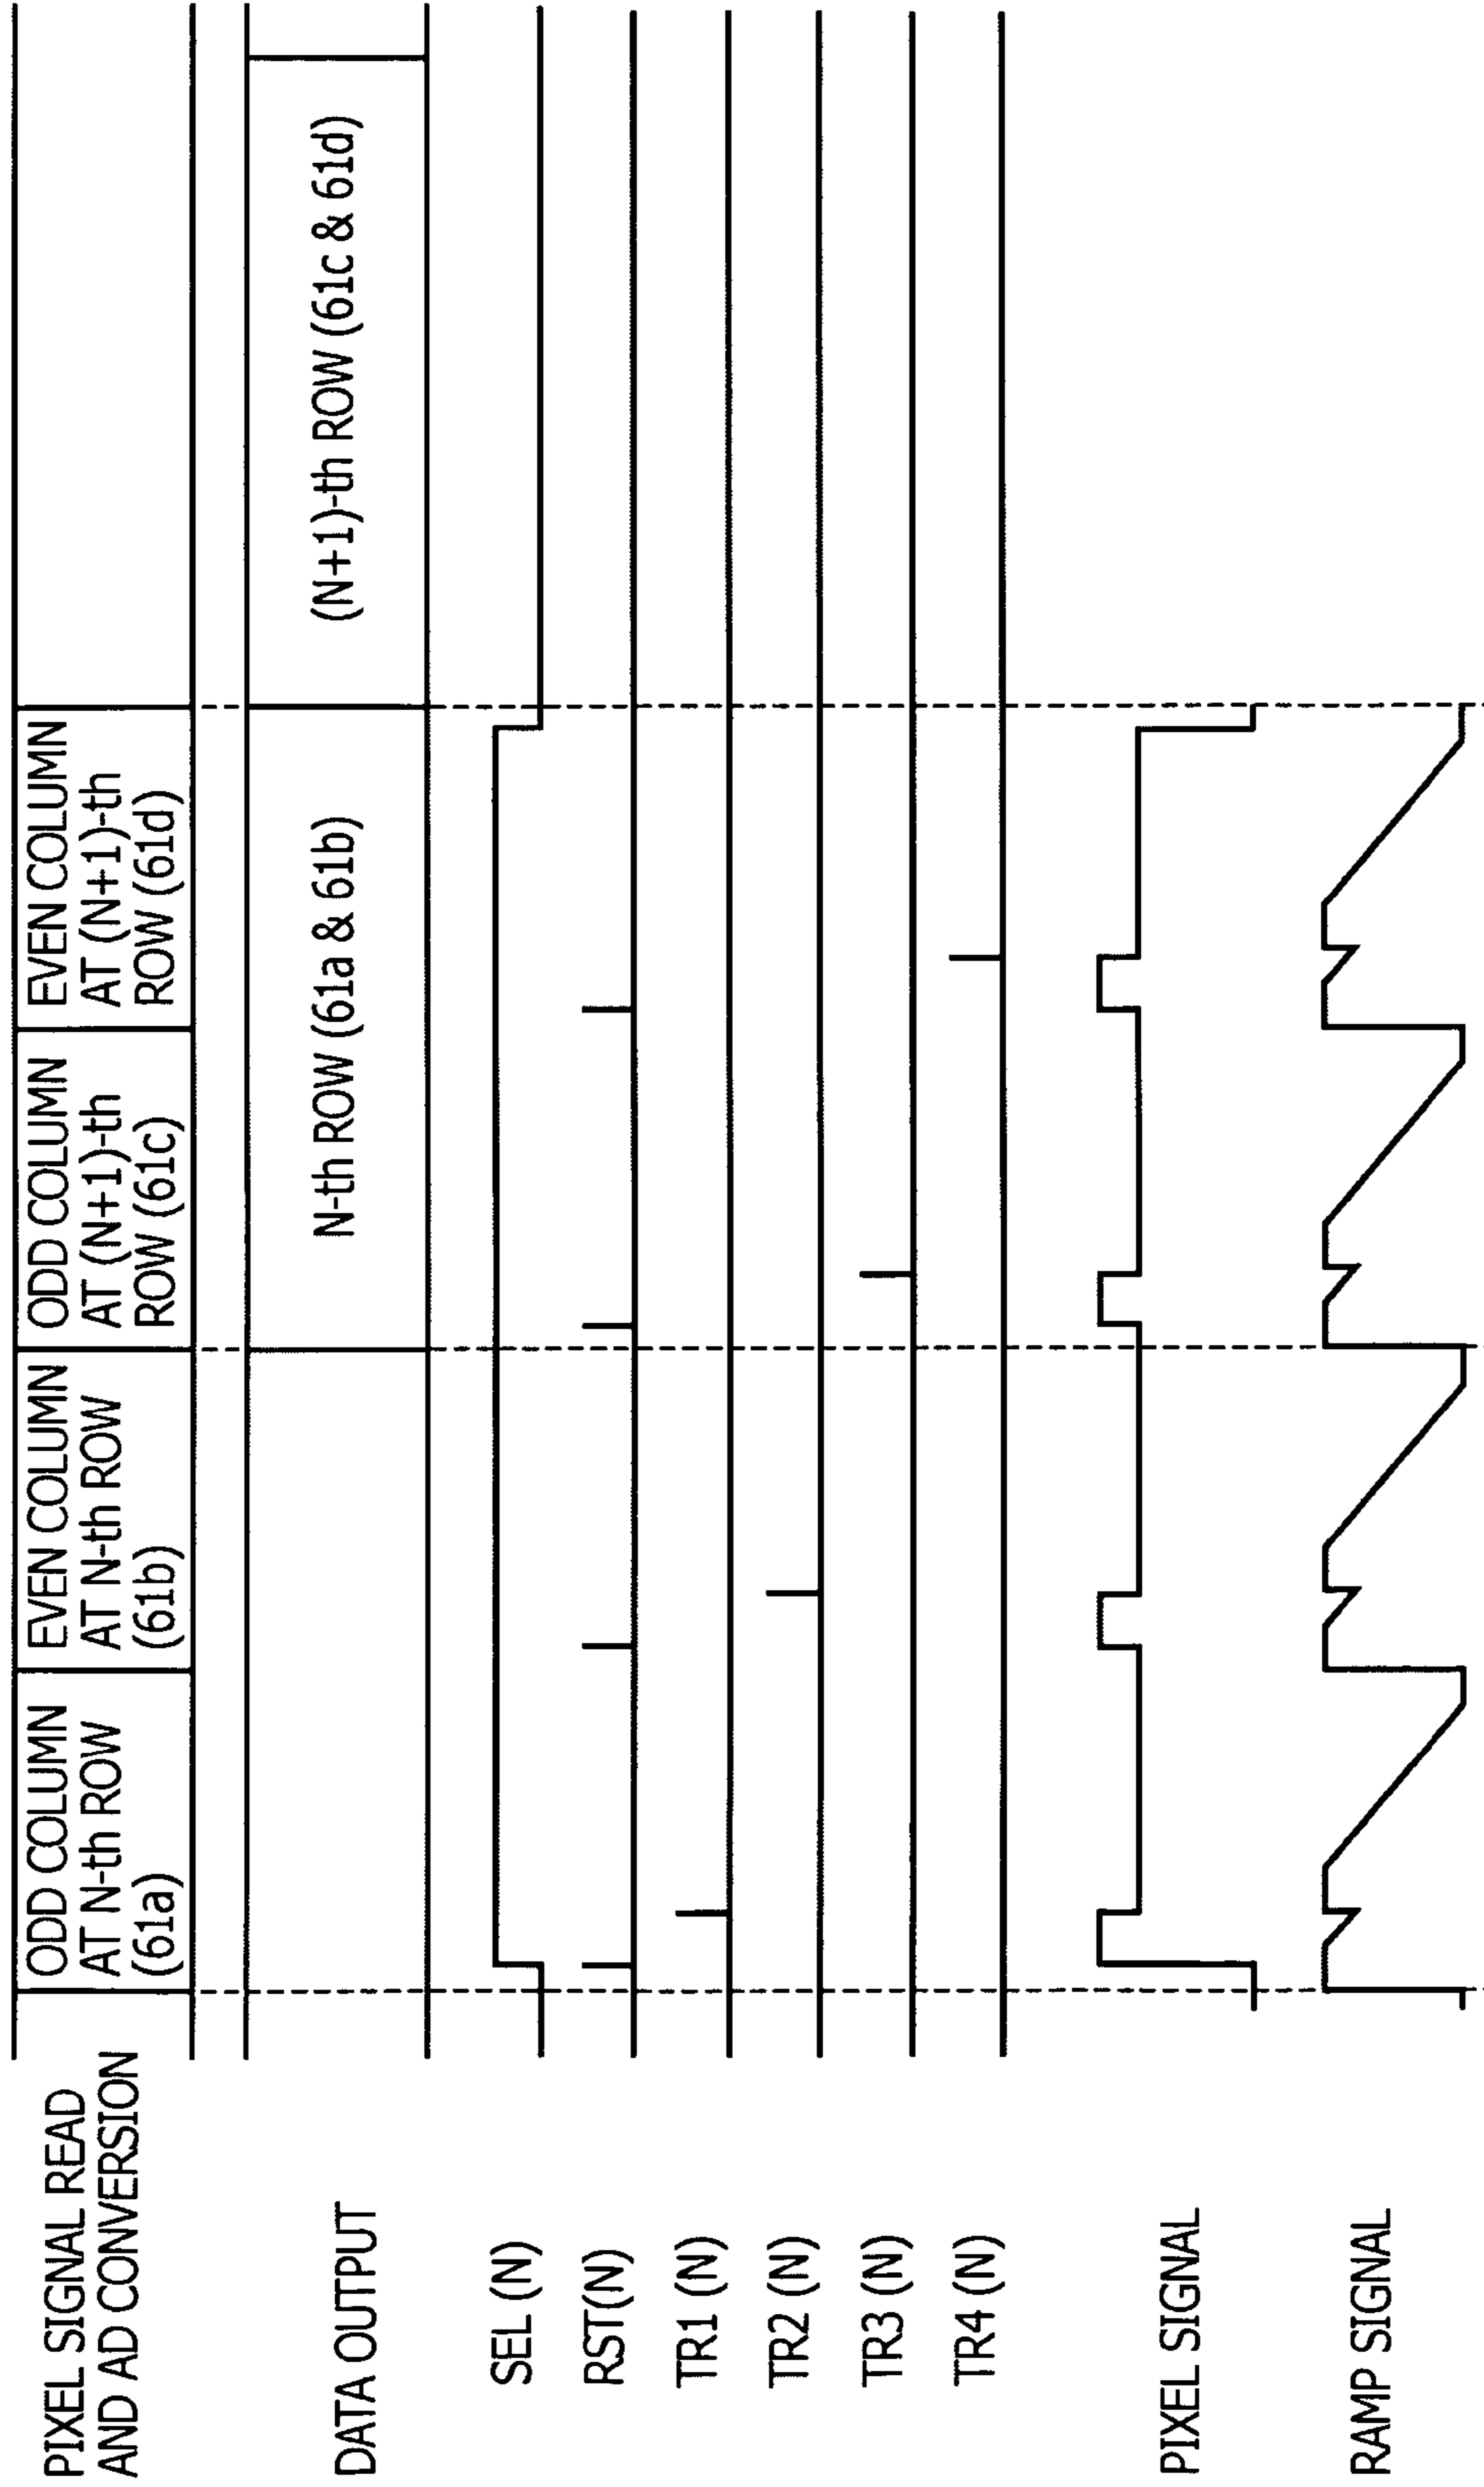 PIXEL SIGNAL READ
AND AD CONVERSION
ODD COLUMN
AT N-th ROW
(61a)
EVEN COLUMN
AT N-th ROW
(61b)
ODD COLUMN
AT (N+1)-th
ROW (61c)
EVEN COLUMN
AT (N+1)-th
ROW (61d)
DATA OUTPUT
N-th ROW (61a & 61b)
(N+1)-th ROW (61c & 61d)
SEL (N)
RST(N)
TR1 (N)
TR2 (N)
TR3 (N)
TR4 (N)
PIXEL SIGNAL
RAMP SIGNAL